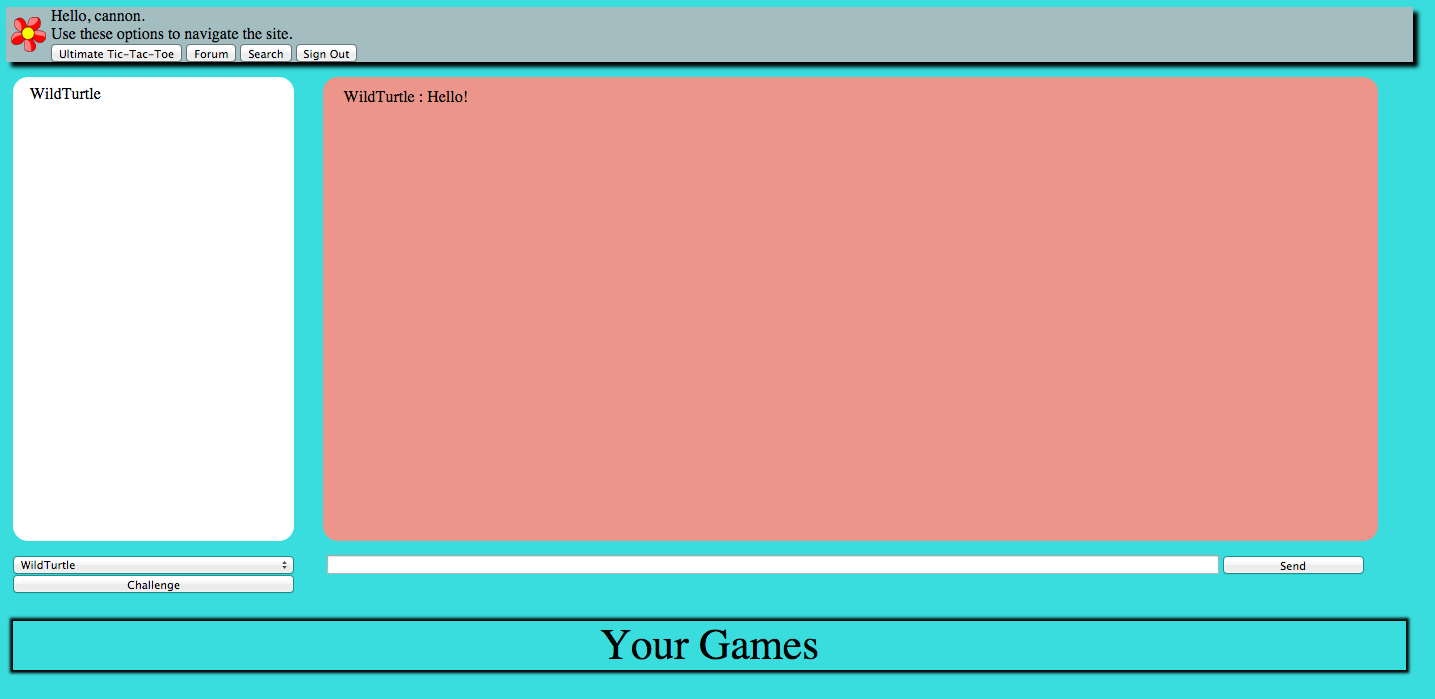 Hello, cannon.
Use these options to navigate the site.
Ultimate Tic-Tac-Toe Forum Search Sign Out
WildTurtle
WildTurtle : Hello!
WildTurtle
Send
Challenge
Your Games